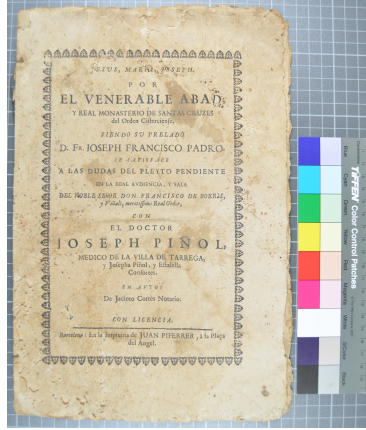 JESUS, MARIA, JOSEPH.
POR
EL VENERABLE ABAD,
Y REAL MONASTERIO DE SANTAS CRUZES
del Orden Cisterciense.
SIENDO SU PRELADO
D. FR. JOSEPH FRANCISCO PADRO
SE SATISFACE
A LAS DUDAS DEL PLEYTO PENDIENTE
EN LA REAL AUDIENCIA, Y SALA
DEL NOBLE SEÑOR DON FRANCISCO DE BORRÀS,
y Viñals, meritissimo Real Oidor,
CON
EL DOCTOR
JOSEPH PIÑOL,
MEDICO DE LA VILLA DE TARREGA,
y Josepha Piñol, y
Consortes.
EN AUTOS
De Jacinto Cortès Notario.
CON LICENCIA.
Barcelona: En la Imprenta de JUAN PIFERRER, à la Plaça
del Angel.
TIFFEN Color Control Patches
Blue
Cyan
Green
Yellow
Red
Magenta
White
3/Color
Black